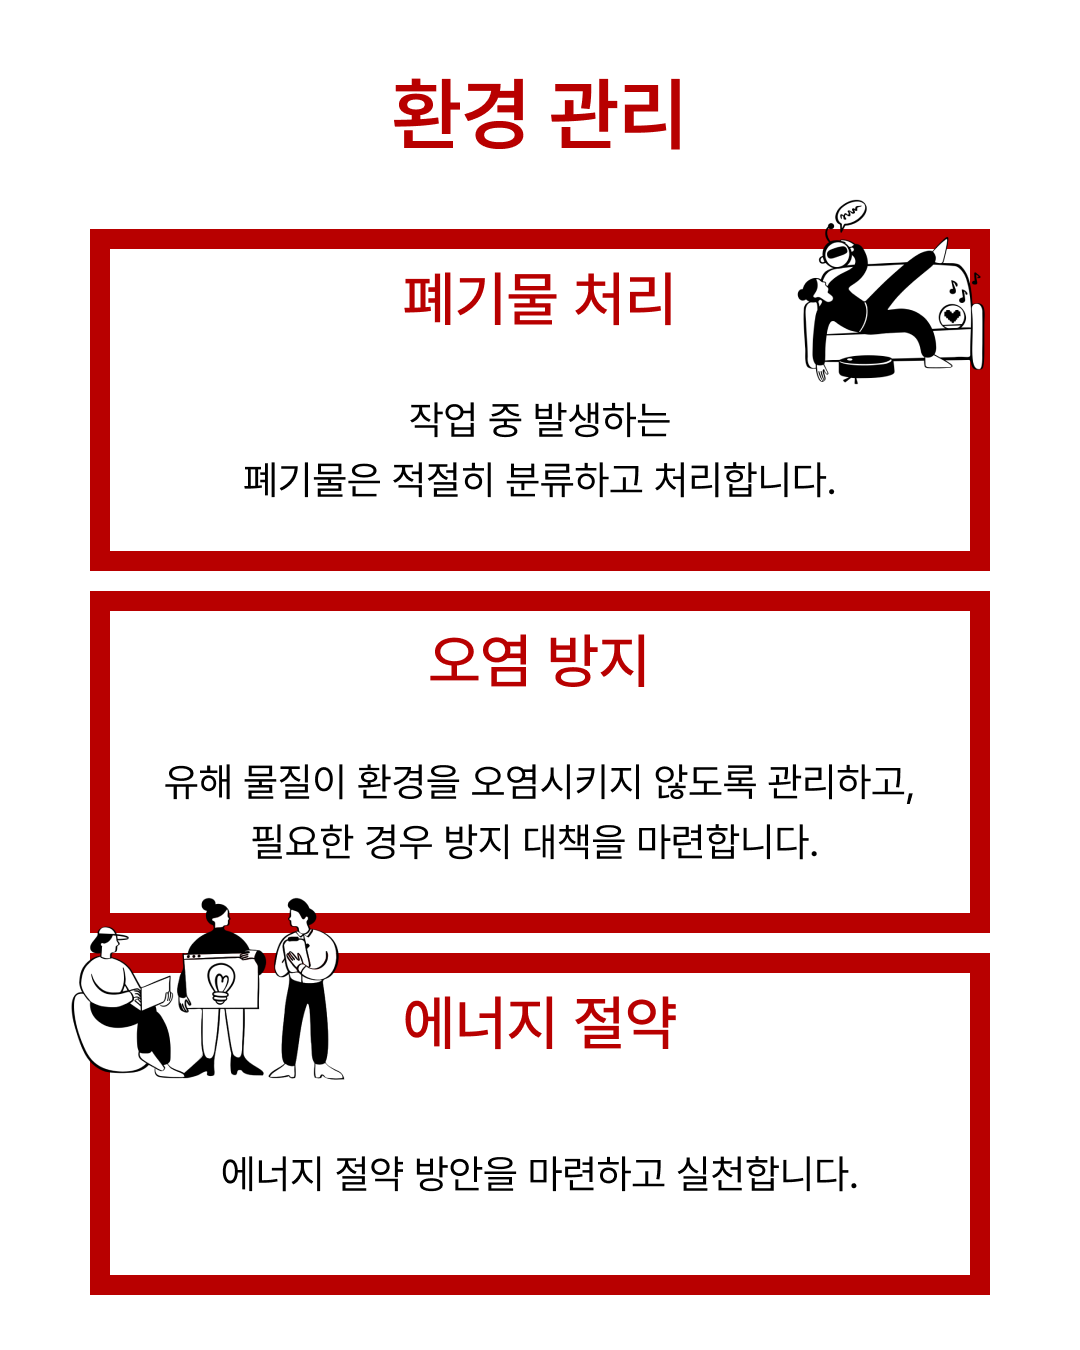 환경 관리
폐기물 처리
작업 중 발생하는
폐기물은 적절히 분류하고 처리합니다.
오염 방지
유해 물질이 환경을 오염시키지 않도록 관리하고,
필요한 경우 방지 대책을 마련합니다.
에너지 절약
에너지 절약 방안을 마련하고 실천합니다.